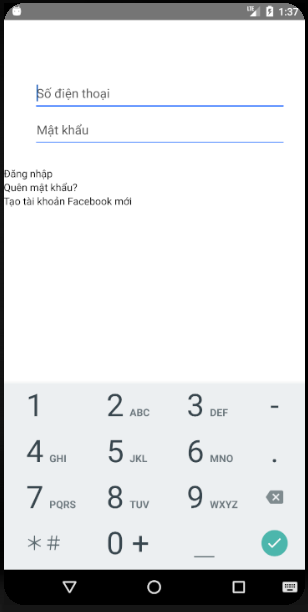 LTE 1:37
Số điện thoại
Mật khẩu
Đăng nhập
Quên mật khẩu?
Tạo tài khoản Facebook mới
1 2 ABC 3 DEF -
4 GHI 5 JKL 6 MNO .
7 PQRS 8 TUV 9 WXYZ
*# 0 + _